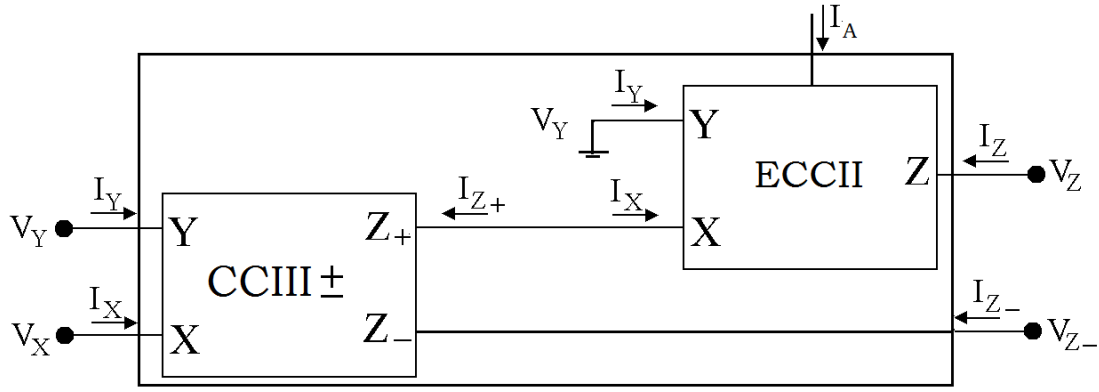 I_A
I_Y
V_Y
Y
I_Z
ECCII
Z
V_Z
I_Y
I_Z+
I_X
V_Y
Y
Z+
X
CCIII ±
I_X
I_Z-
V_X
X
Z-
V_Z-